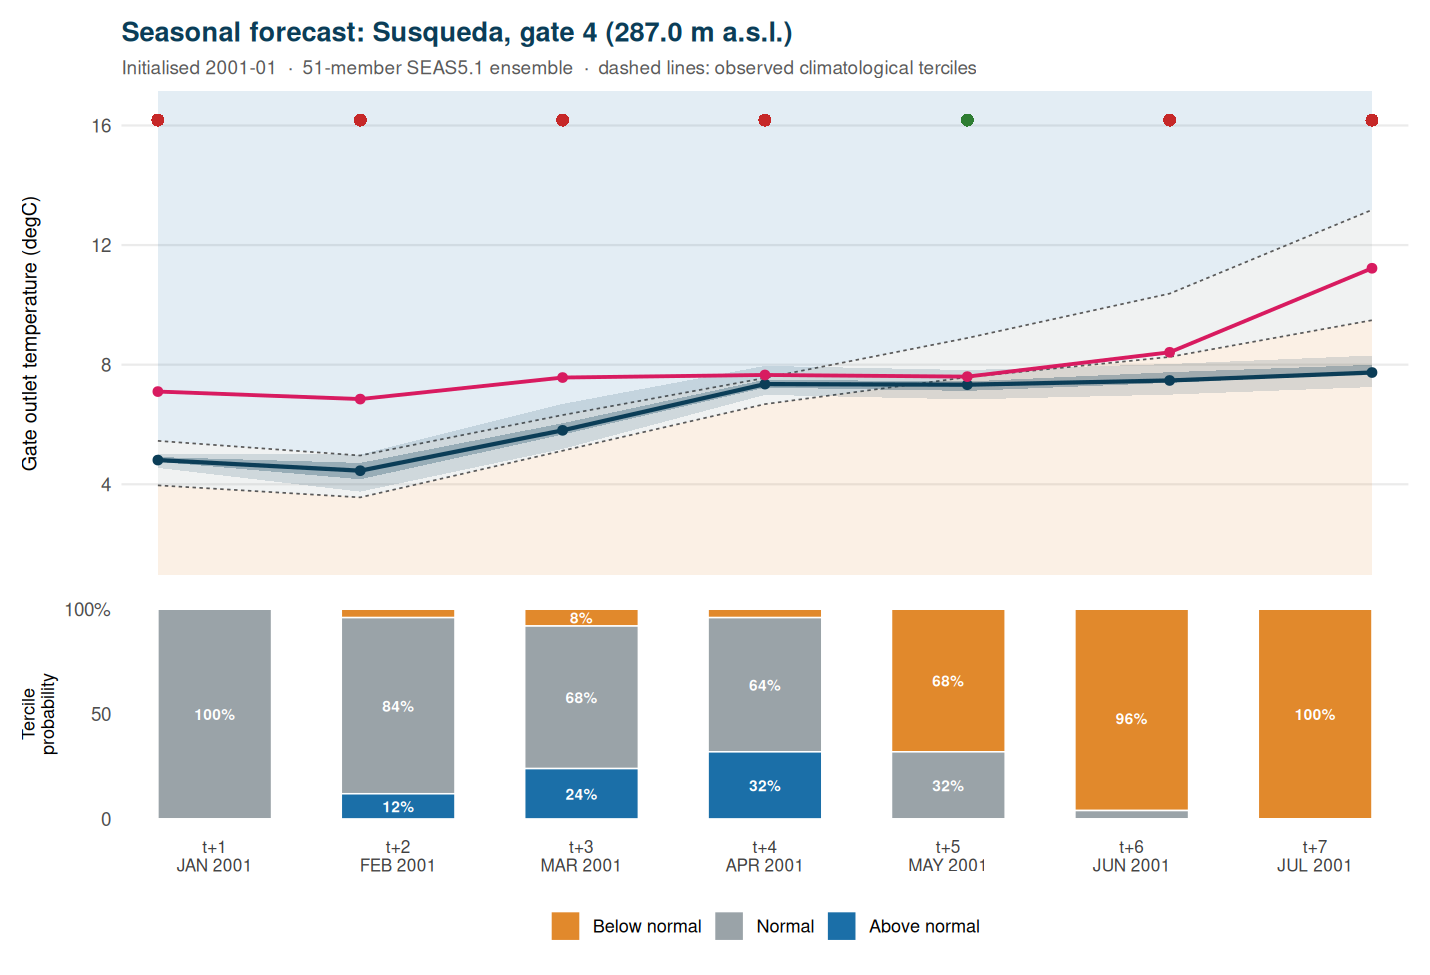 Seasonal forecast: Susqueda, gate 4 (287.0 m a.s.l.)
Initialised 2001-01 · 51-member SEAS5.1 ensemble · dashed lines: observed climatological terciles
Gate outlet temperature (degC)
16
12
8
4
Tercile
probability
100%
50
0
100%
84%
12%
8%
68%
24%
64%
32%
68%
32%
96%
100%
t+1
JAN 2001
t+2
FEB 2001
t+3
MAR 2001
t+4
APR 2001
t+5
MAY 2001
t+6
JUN 2001
t+7
JUL 2001
Below normal
Normal
Above normal